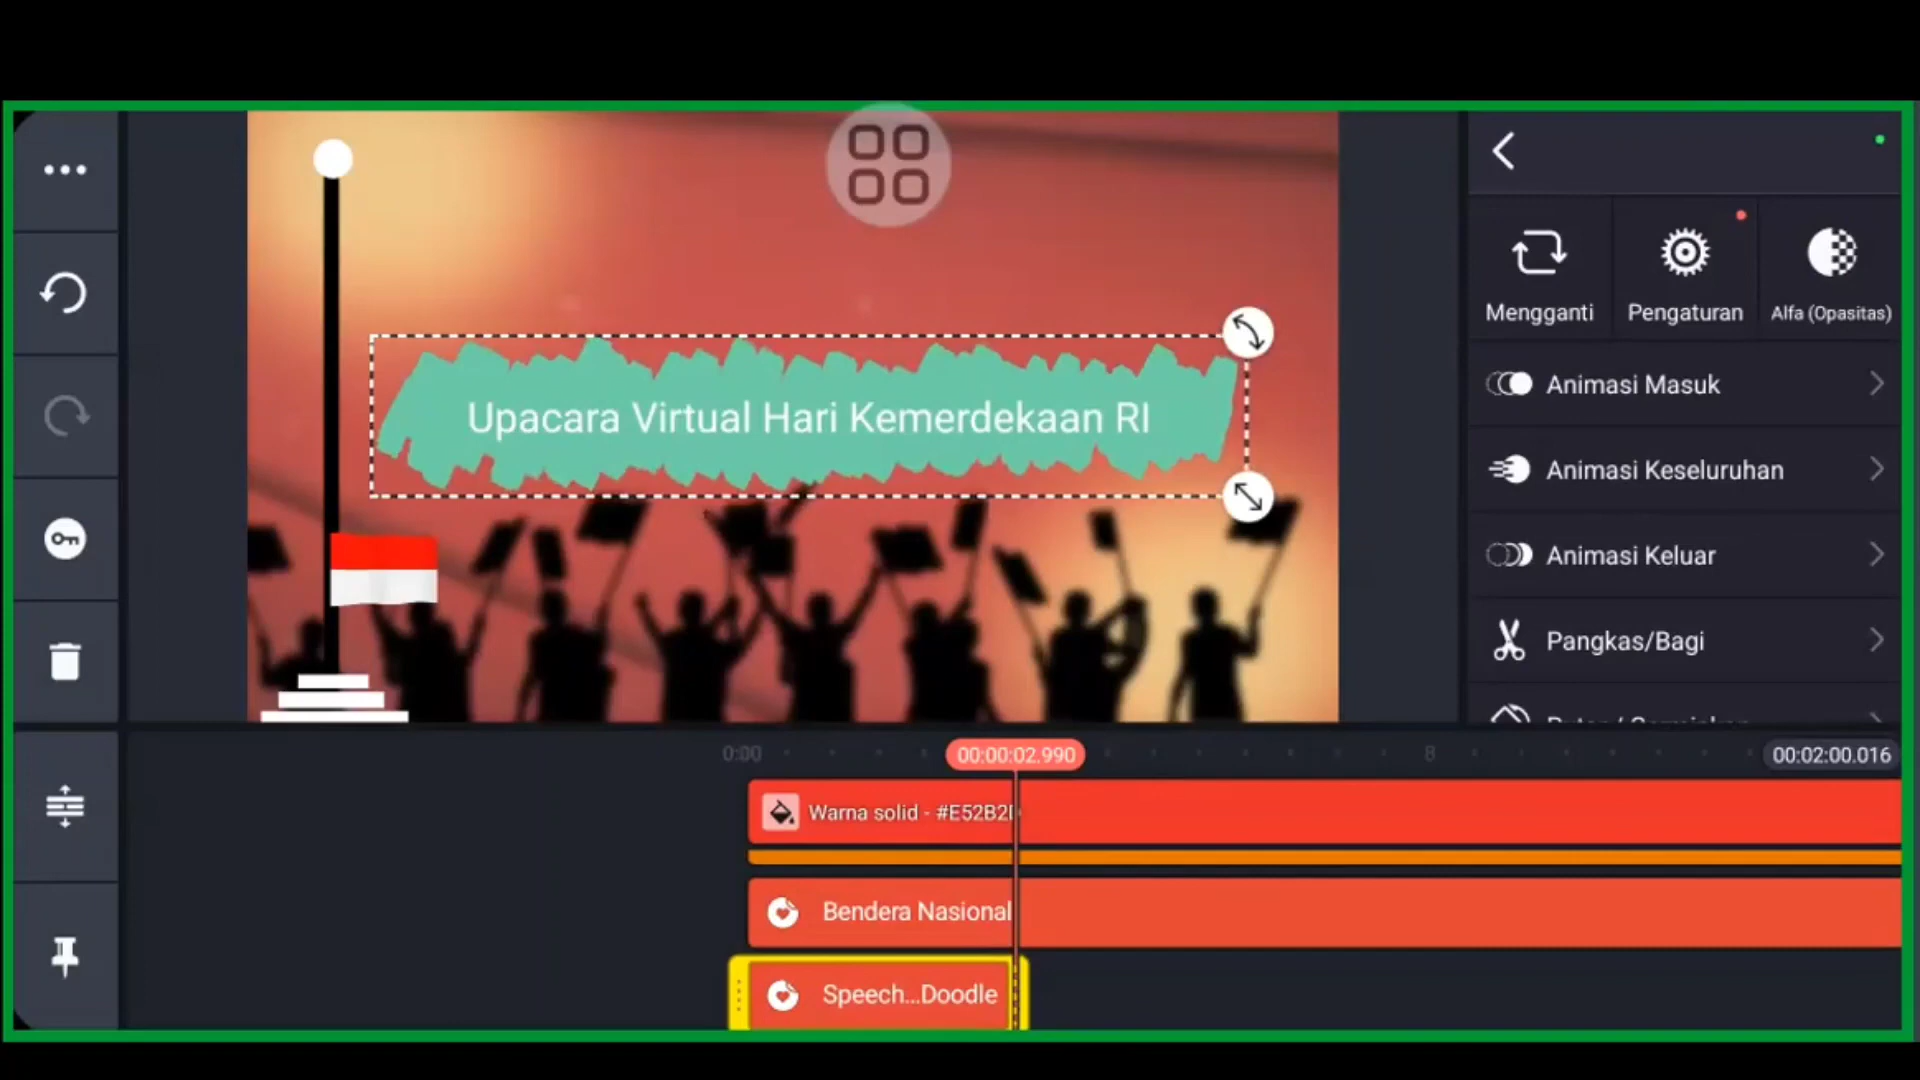 Upacara Virtual Hari Kemerdekaan RI
Mengganti
Pengaturan
Alfa (Opasitas)
Animasi Masuk
Animasi Keseluruhan
Animasi Keluar
Pangkas/Bagi
0:00
00:00:02.990
8
00:02:00.016
Warna solid - #E52B2
Bendera Nasional
Speech...Doodle